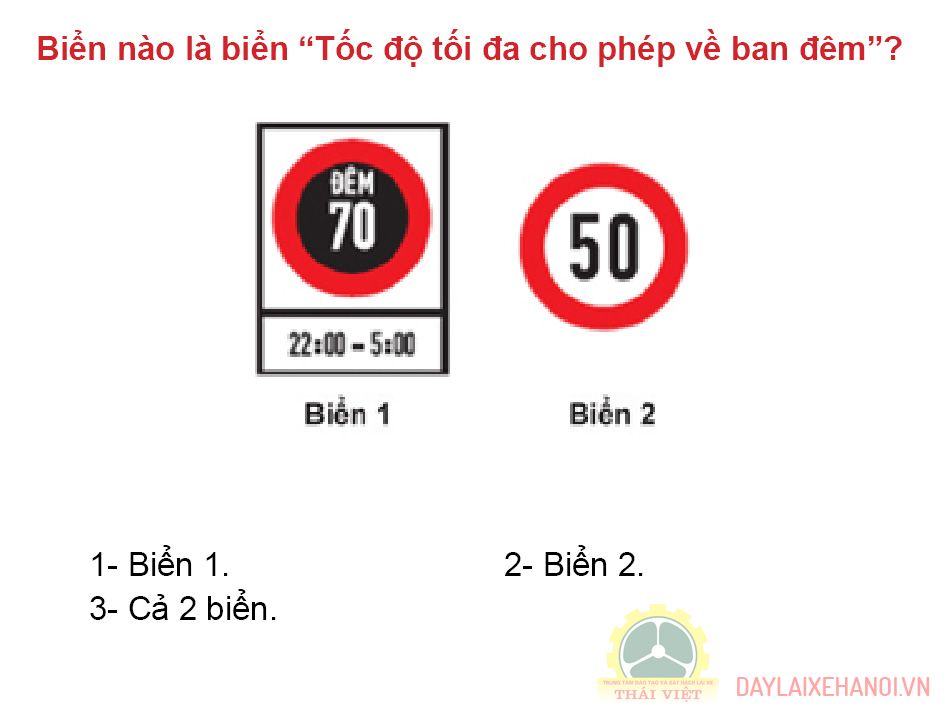 Biển nào là biển “Tốc độ tối đa cho phép về ban đêm”?
ĐÊM
70
50
22:00 - 5:00
Biển 1
Biển 2
1- Biển 1.
2- Biển 2.
3- Cả 2 biển.
TRUNG TÂM ĐÀO TẠO VÀ SÁT HẠCH LÁI XE
THÁI VIỆT
DAYLAIXEHANOI.VN